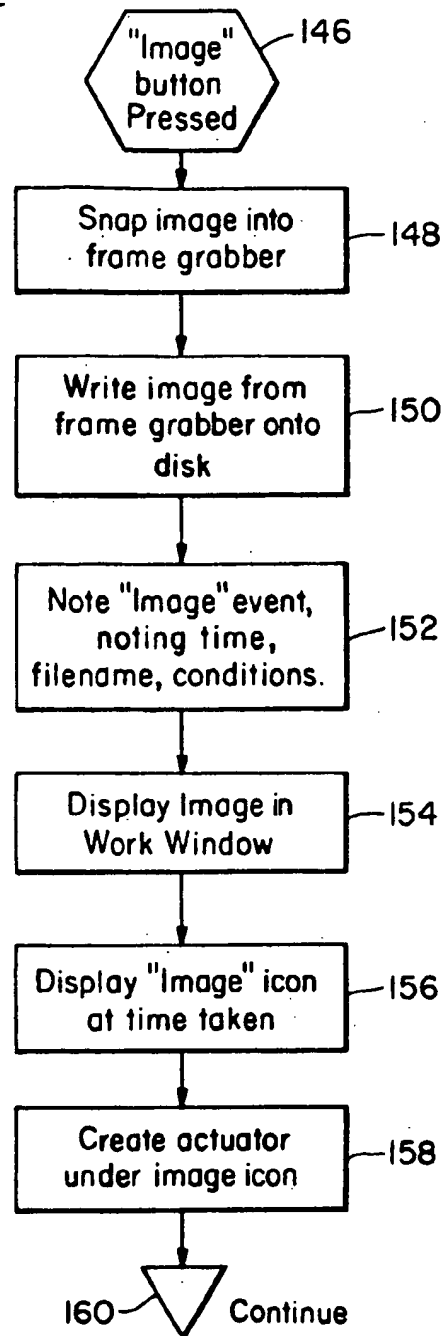 "Image"
button
Pressed
146
Snap image into
frame grabber
148
Write image from
frame grabber onto
disk
150
Note "Image" event,
noting time,
filename, conditions.
152
Display Image in
Work Window
154
Display "Image" icon
at time taken
156
Create actuator
under image icon
158
160
Continue